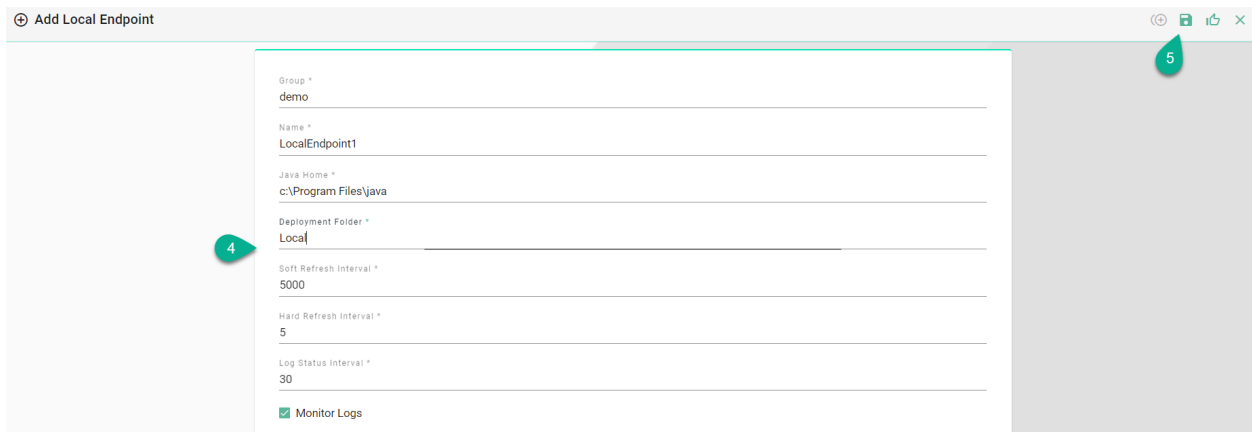 Add Local Endpoint
5
Group *
demo
Name *
LocalEndpoint1
Java Home *
c:\Program Files\java
Deployment Folder *
Local
4
Soft Refresh Interval *
5000
Hard Refresh Interval *
5
Log Status Interval *
30
Monitor Logs